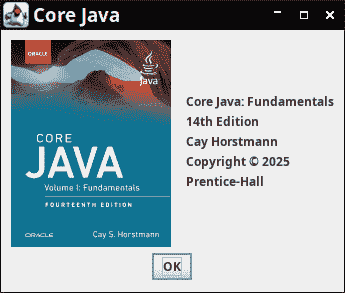 Core Java
ORACLE
Java
CORE
JAVA
Volume I: Fundamentals
FOURTEENTH EDITION
ORACLE
Cay S. Horstmann
Core Java: Fundamentals
14th Edition
Cay Horstmann
Copyright © 2025
Prentice-Hall
OK